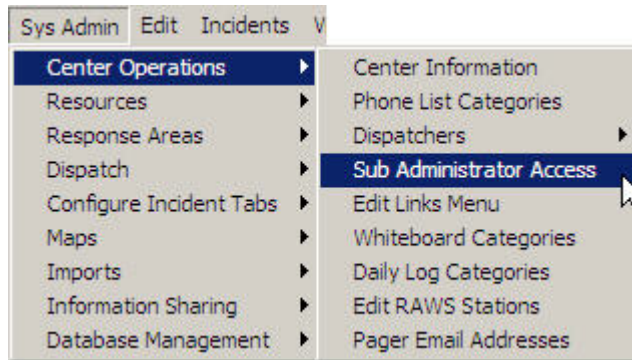 Sys Admin Edit Incidents
Center Operations
Resources
Response Areas
Dispatch
Configure Incident Tabs
Maps
Imports
Information Sharing
Database Management
Center Information
Phone List Categories
Dispatchers
Sub Administrator Access
Edit Links Menu
Whiteboard Categories
Daily Log Categories
Edit RAWS Stations
Pager Email Addresses